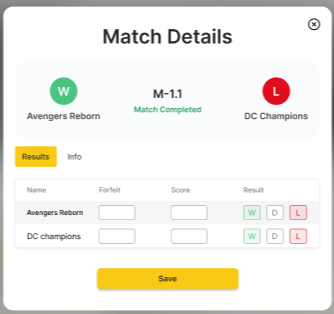 Match Details
W
M-1.1
L
Avengers Reborn
Match Completed
DC Champions
Results Info
Name Forfeit Score Result
Avengers Reborn W D L
DC champions W D L
Save